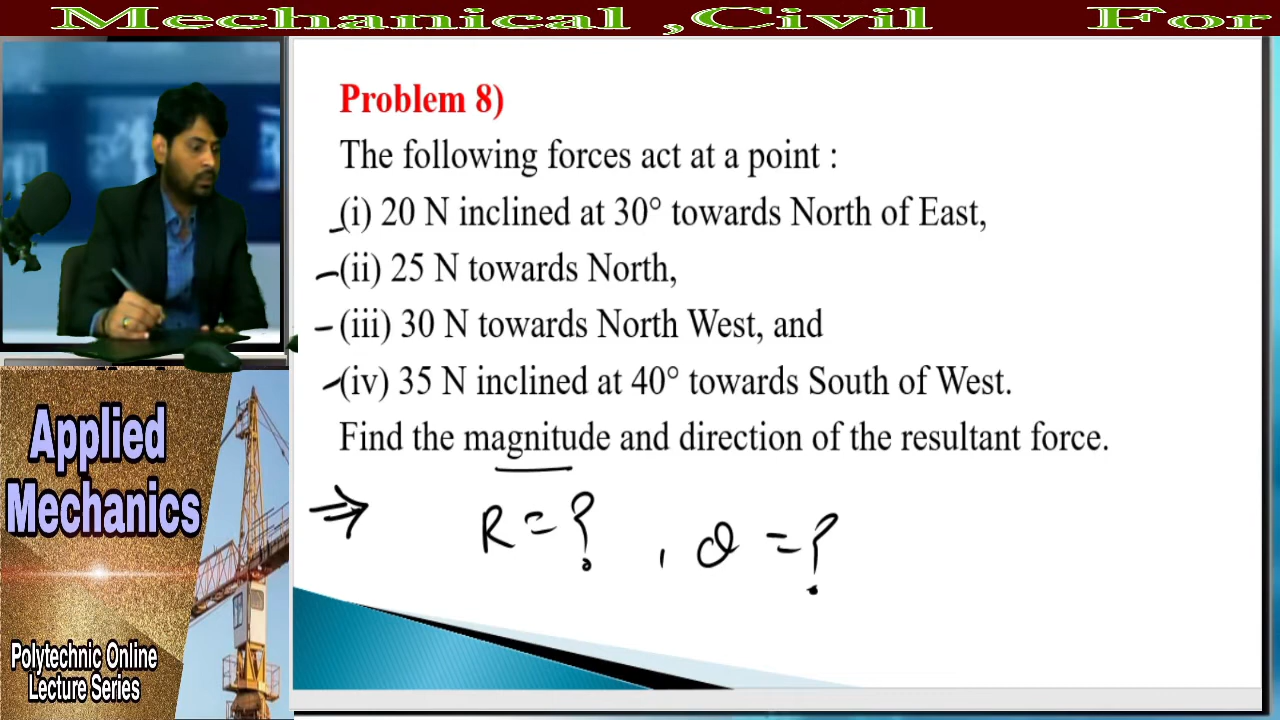 Mechanical ,Civil For
Problem 8)
The following forces act at a point :
(i) 20 N inclined at 30° towards North of East,
(ii) 25 N towards North,
(iii) 30 N towards North West, and
(iv) 35 N inclined at 40° towards South of West.
Find the magnitude and direction of the resultant force.
⇒ R = ? , θ = ?
Applied
Mechanics
Polytechnic Online
Lecture Series